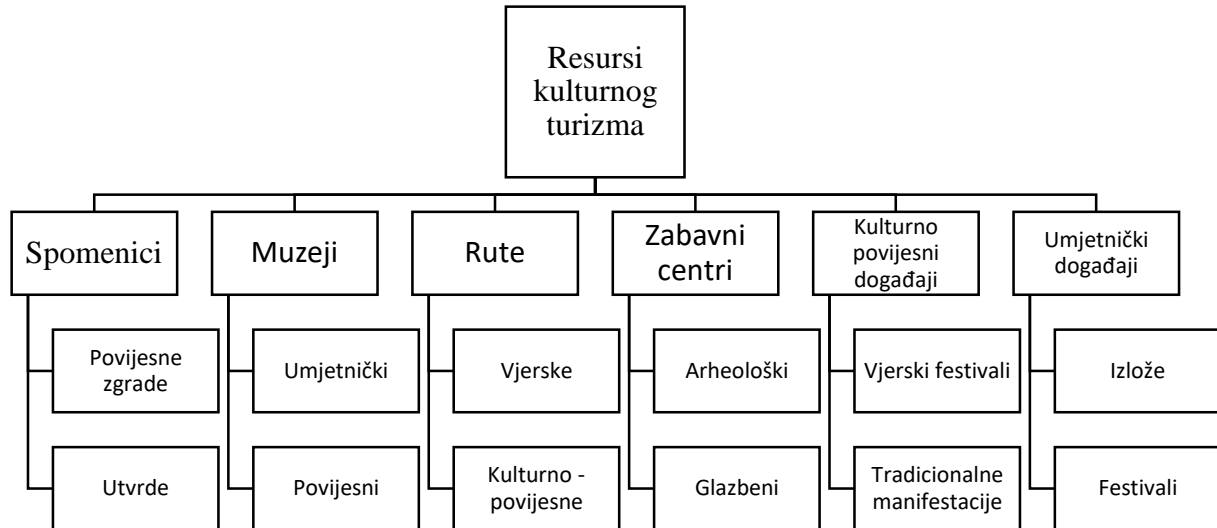 Resursi
kulturnog
turizma
Spomenici
Muzeji
Rute
Zabavni
centri
Kulturno
povijesni
događaji
Umjetnički
događaji
Povijesne
zgrade
Umjetnički
Vjerske
Arheološki
Vjerski festivali
Izlože
Utvrde
Povijesni
Kulturno -
povijesne
Glazbeni
Tradicionalne
manifestacije
Festivali